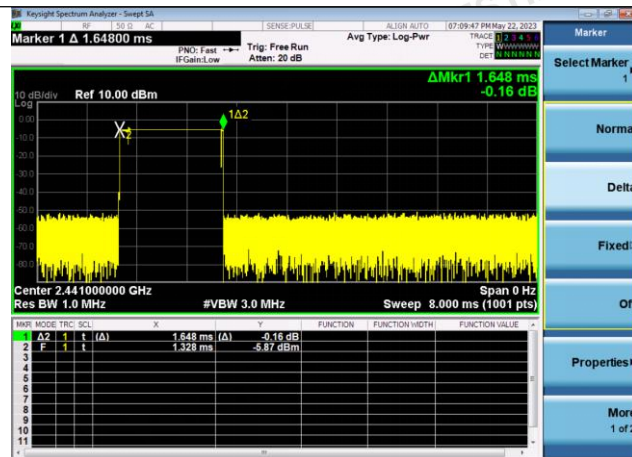 Keysight Spectrum Analyzer - Swept SA
RF 50 Ω AC SENSE:PULSE ALIGN AUTO 07:09:47 PM May 22, 2023
Marker 1 Δ 1.64800 ms Avg Type: Log-Pwr TRACE 1 2 3 4 5 6
PNO: Fast Trig: Free Run TYPE WWWWWW
IFGain:Low Atten: 20 dB DET NNNNNN
ΔMkr1 1.648 ms
-0.16 dB
10 dB/div Ref 10.00 dBm
Log
1Δ2
0.00
-10.0
-20.0
-30.0
-40.0
-50.0
-60.0
-70.0
-80.0
Center 2.441000000 GHz Span 0 Hz
Res BW 1.0 MHz #VBW 3.0 MHz Sweep 8.000 ms (1001 pts)
MKR MODE TRC SCL X Y FUNCTION FUNCTION WIDTH FUNCTION VALUE
1 Δ2 1 t (Δ) 1.648 ms (Δ) -0.16 dB
2 F 1 t 1.328 ms -5.87 dBm
3
4
5
6
7
8
9
10
11
Marker
Select Marker
1
Norma
Delta
Fixed
Of
Properties
More
1 of 2